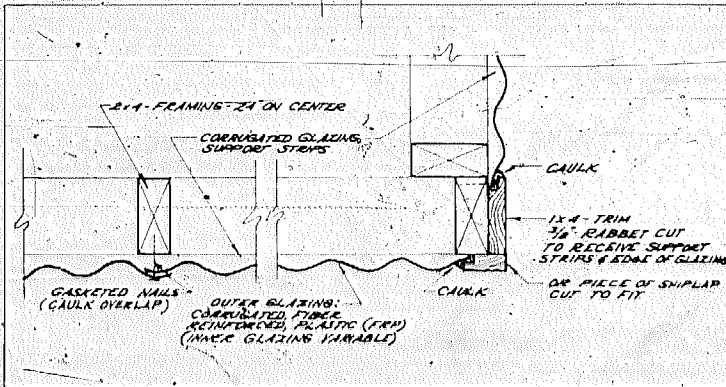 2x4 - FRAMING - 24" ON CENTER
CORRUGATED GLAZING
SUPPORT STRIPS
CAULK
1X4 - TRIM
3/8" RABBET CUT
TO RECEIVE SUPPORT
STRIPS & EDGE OF GLAZING
OR PIECE OF SHIPLAP
CUT TO FIT
GASKETED NAILS
(CAULK OVERLAP)
OUTER GLAZING:
CORRUGATED, FIBER
REINFORCED, PLASTIC (FRP)
(INNER GLAZING VARIABLE)
CAULK